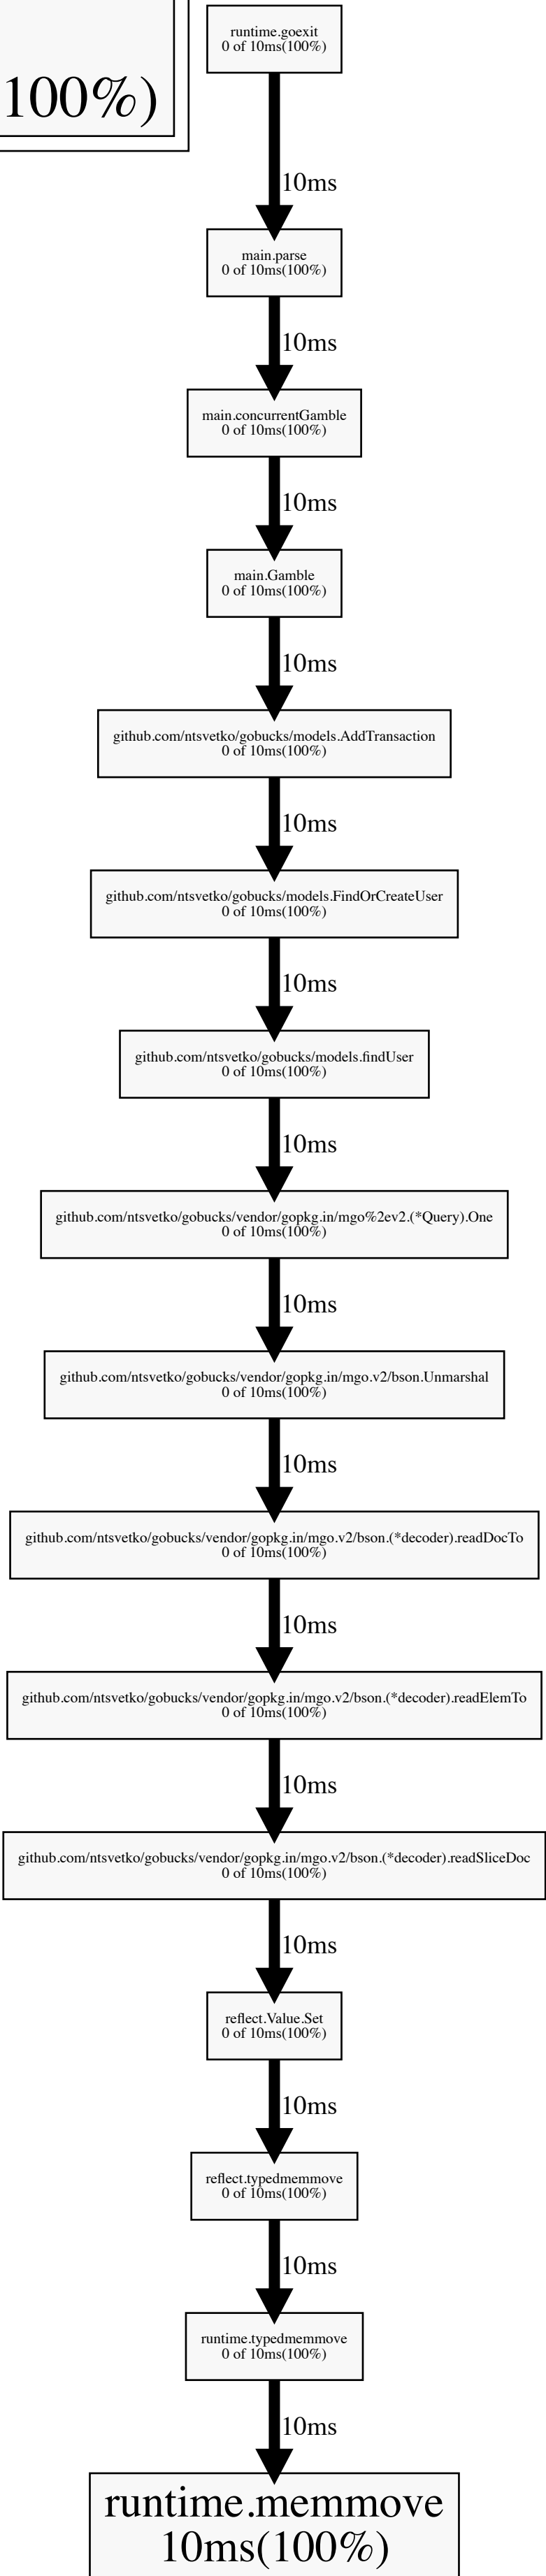 100%)
runtime.goexit
0 of 10ms(100%)
10ms
main.parse
0 of 10ms(100%)
10ms
main.concurrentGamble
0 of 10ms(100%)
10ms
main.Gamble
0 of 10ms(100%)
10ms
github.com/ntsvetko/gobucks/models.AddTransaction
0 of 10ms(100%)
10ms
github.com/ntsvetko/gobucks/models.FindOrCreateUser
0 of 10ms(100%)
10ms
github.com/ntsvetko/gobucks/models.findUser
0 of 10ms(100%)
10ms
github.com/ntsvetko/gobucks/vendor/gopkg.in/mgo%2ev2.(*Query).One
0 of 10ms(100%)
10ms
github.com/ntsvetko/gobucks/vendor/gopkg.in/mgo.v2/bson.Unmarshal
0 of 10ms(100%)
10ms
github.com/ntsvetko/gobucks/vendor/gopkg.in/mgo.v2/bson.(*decoder).readDocTo
0 of 10ms(100%)
10ms
github.com/ntsvetko/gobucks/vendor/gopkg.in/mgo.v2/bson.(*decoder).readElemTo
0 of 10ms(100%)
10ms
github.com/ntsvetko/gobucks/vendor/gopkg.in/mgo.v2/bson.(*decoder).readSliceDoc
0 of 10ms(100%)
10ms
reflect.Value.Set
0 of 10ms(100%)
10ms
reflect.typedmemmove
0 of 10ms(100%)
10ms
runtime.typedmemmove
0 of 10ms(100%)
10ms
runtime.memmove
10ms(100%)